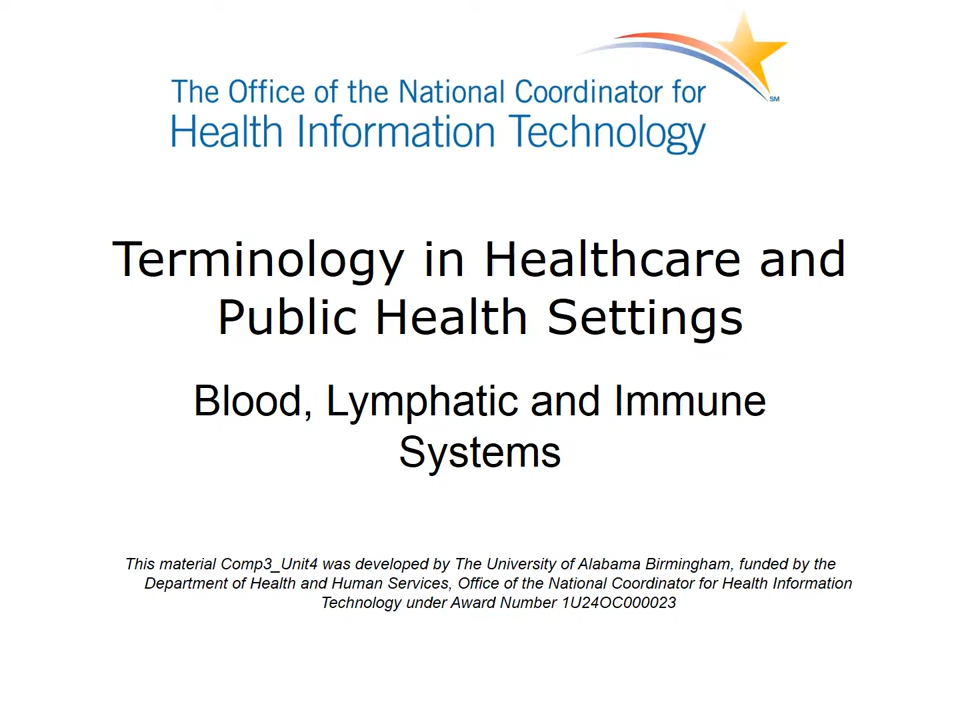 The Office of the National Coordinator for
Health Information Technology
SM
Terminology in Healthcare and
Public Health Settings
Blood, Lymphatic and Immune
Systems
This material Comp3_Unit4 was developed by The University of Alabama Birmingham, funded by the
Department of Health and Human Services, Office of the National Coordinator for Health Information
Technology under Award Number 1U24OC000023